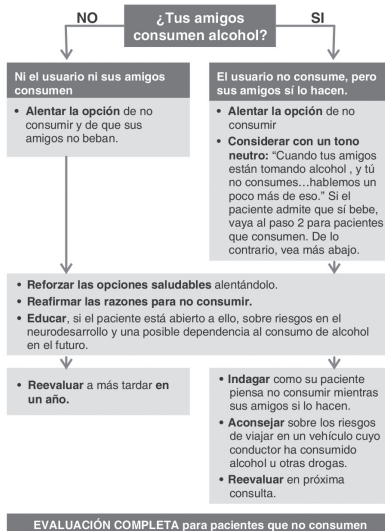 NO
¿Tus amigos
consumen alcohol?
SI
Ni el usuario ni sus amigos
consumen
• Alentar la opción de no
consumir y de que sus
amigos no beban.
El usuario no consume, pero
sus amigos sí lo hacen.
• Alentar la opción de no
consumir
• Considerar con un tono
neutro: “Cuando tus amigos
están tomando alcohol , y tú
no consumes...hablemos un
poco más de eso.” Si el
paciente admite que sí bebe,
vaya al paso 2 para pacientes
que consumen. De lo
contrario, vea más abajo.
• Reforzar las opciones saludables alentándolo.
• Reafirmar las razones para no consumir.
• Educar, si el paciente está abierto a ello, sobre riesgos en el
neurodesarrollo y una posible dependencia al consumo de alcohol
en el futuro.
• Reevaluar a más tardar en
un año.
• Indagar como su paciente
piensa no consumir mientras
sus amigos si lo hacen.
• Aconsejar sobre los riesgos
de viajar en un vehículo cuyo
conductor ha consumido
alcohol u otras drogas.
• Reevaluar en próxima
consulta.
EVALUACIÓN COMPLETA para pacientes que no consumen